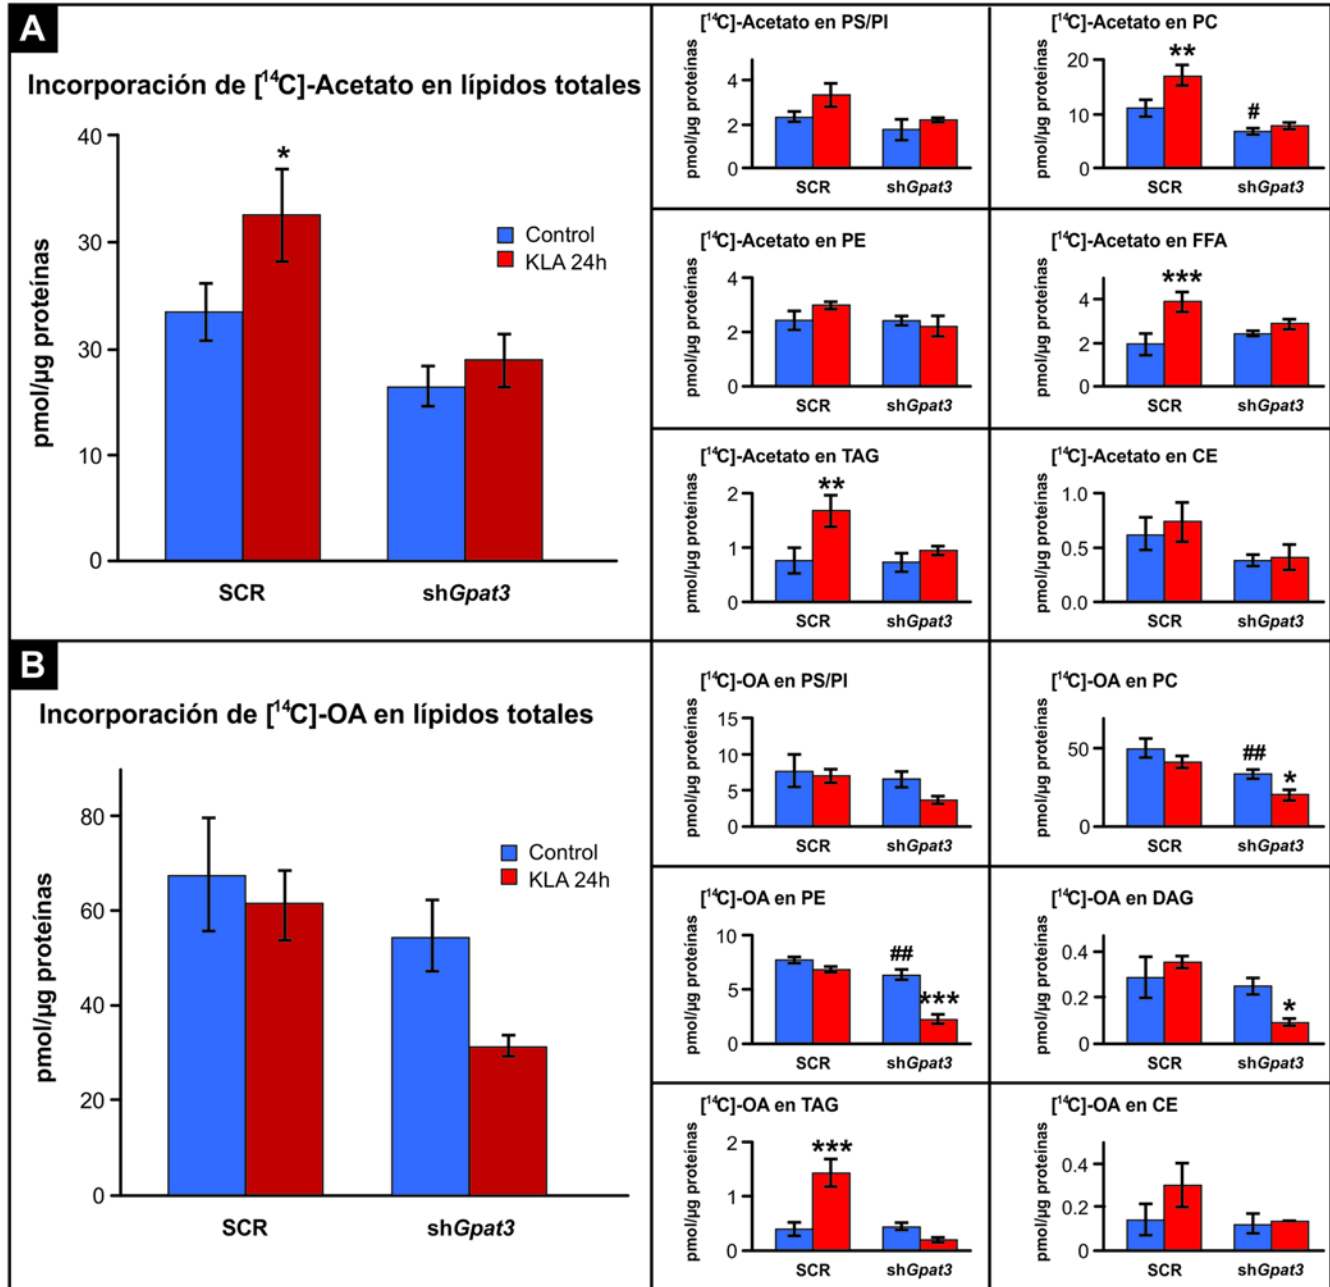 A
Incorporación de [¹⁴C]-Acetato en lípidos totales
pmol/µg proteínas
40
30
30
10
0
*
Control
KLA 24h
SCR
shGpat3
[¹⁴C]-Acetato en PS/PI
pmol/µg proteínas
4
2
0
SCR
shGpat3
[¹⁴C]-Acetato en PC
pmol/µg proteínas
20
10
0
**
#
SCR
shGpat3
[¹⁴C]-Acetato en PE
pmol/µg proteínas
4
2
0
SCR
shGpat3
[¹⁴C]-Acetato en FFA
pmol/µg proteínas
4
2
0
***
SCR
shGpat3
[¹⁴C]-Acetato en TAG
pmol/µg proteínas
2
1
0
**
SCR
shGpat3
[¹⁴C]-Acetato en CE
pmol/µg proteínas
1.0
0.5
0.0
SCR
shGpat3
B
Incorporación de [¹⁴C]-OA en lípidos totales
pmol/µg proteínas
80
60
40
20
0
Control
KLA 24h
SCR
shGpat3
[¹⁴C]-OA en PS/PI
pmol/µg proteínas
15
10
5
0
SCR
shGpat3
[¹⁴C]-OA en PC
pmol/µg proteínas
50
0
##
*
SCR
shGpat3
[¹⁴C]-OA en PE
pmol/µg proteínas
10
5
0
##
***
SCR
shGpat3
[¹⁴C]-OA en DAG
pmol/µg proteínas
0.4
0.2
0
*
SCR
shGpat3
[¹⁴C]-OA en TAG
pmol/µg proteínas
2
1
0
***
SCR
shGpat3
[¹⁴C]-OA en CE
pmol/µg proteínas
0.4
0.2
0
SCR
shGpat3